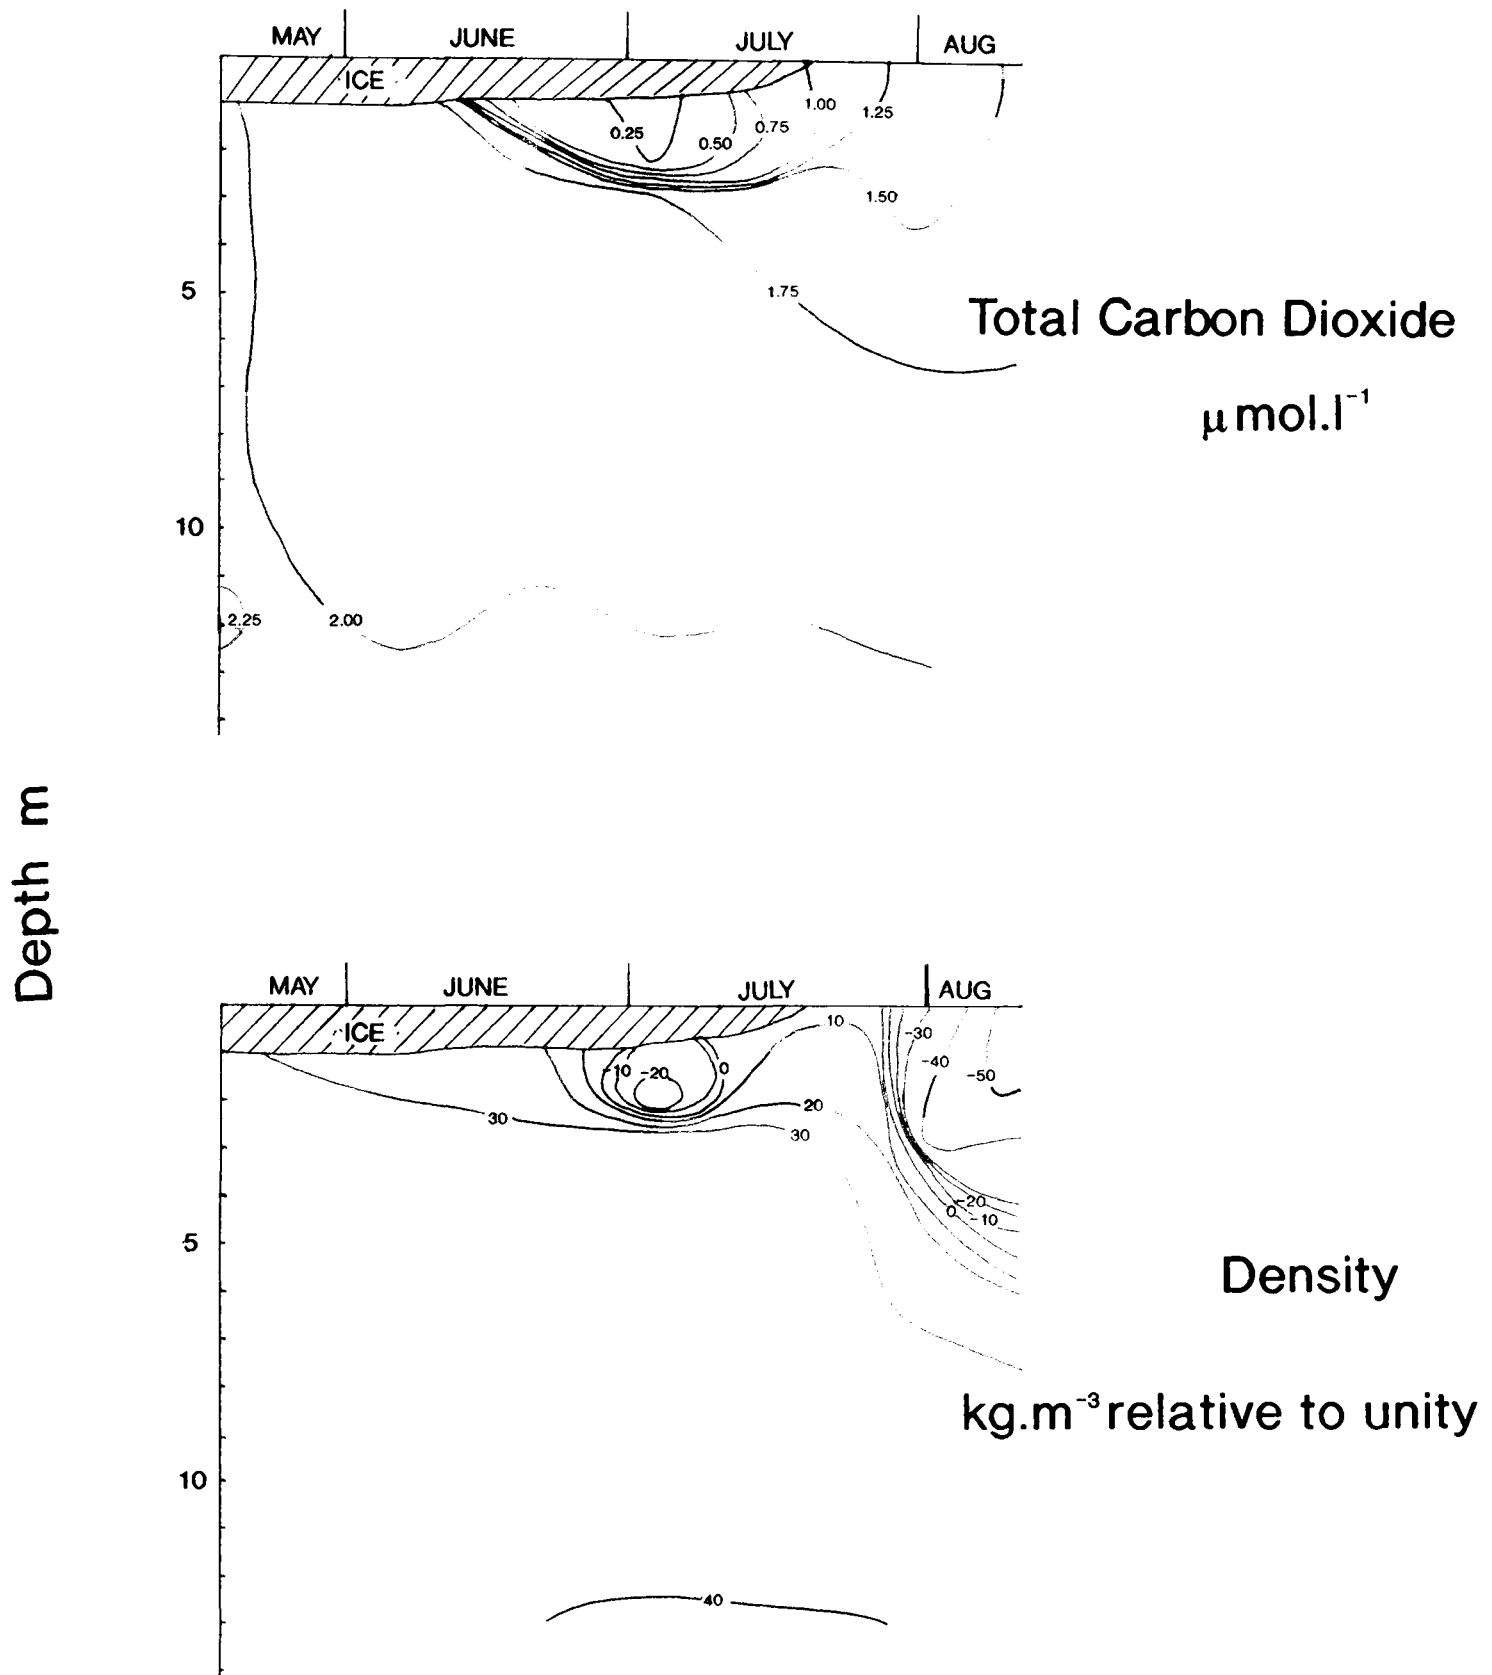 MAY JUNE JULY AUG
ICE
1.00
1.25
0.25 0.50 0.75
1.50
5 1.75
Total Carbon Dioxide
μmol.l⁻¹
10
2.25 2.00
Depth m
MAY JUNE JULY AUG
ICE 10 -30
-10 -20 0 -40 -50
30 20
30
-20
0 -10
5
Density
kg.m⁻³ relative to unity
10
40